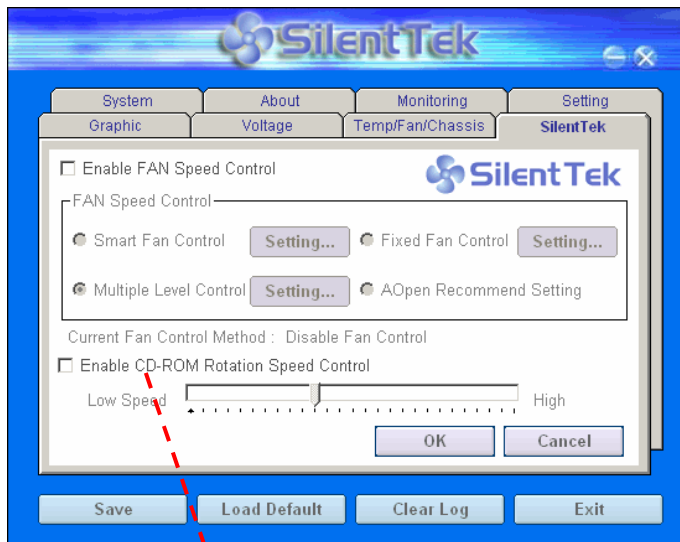 SilentTek
System About Monitoring Setting
Graphic Voltage Temp/Fan/Chassis SilentTek
Enable FAN Speed Control
SilentTek
FAN Speed Control
Smart Fan Control Setting... Fixed Fan Control Setting...
Multiple Level Control Setting... AOpen Recommend Setting
Current Fan Control Method : Disable Fan Control
Enable CD-ROM Rotation Speed Control
Low Speed High
OK Cancel
Save Load Default Clear Log Exit